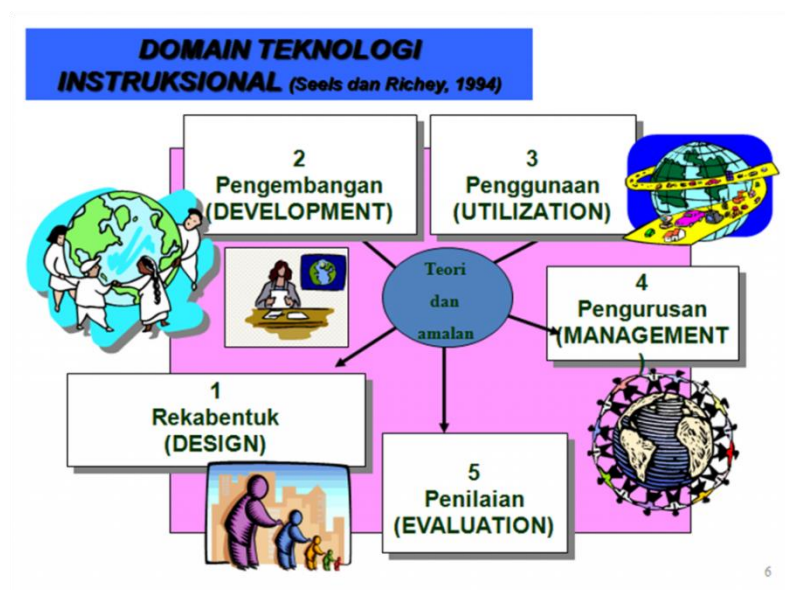 DOMAIN TEKNOLOGI
INSTRUKSIONAL (Seels dan Richey, 1994)
2
Pengembangan
(DEVELOPMENT)
3
Penggunaan
(UTILIZATION)
Teori
dan
amalan
4
Pengurusan
(MANAGEMENT
)
1
Rekabentuk
(DESIGN)
5
Penilaian
(EVALUATION)
6